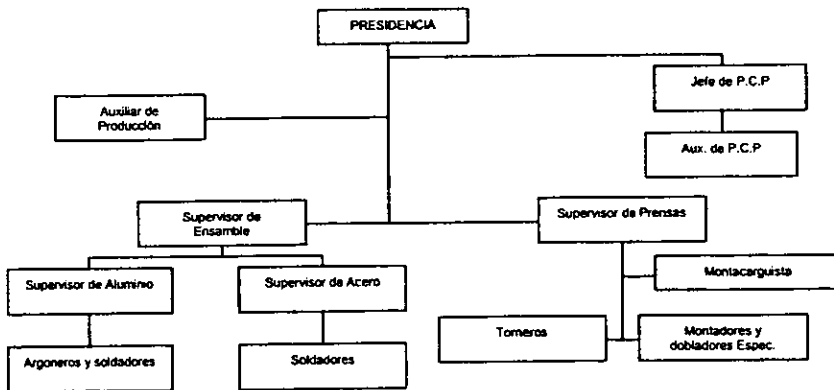 PRESIDENCIA
Jefe de P.C.P
Auxiliar de
Producción
Aux. de P.C.P
Supervisor de
Ensamble
Supervisor de Prensas
Supervisor de Aluminio
Supervisor de Acero
Montacarguista
Torneros
Montadores y
dobladores Espec.
Argoneros y soldadores
Soldadores